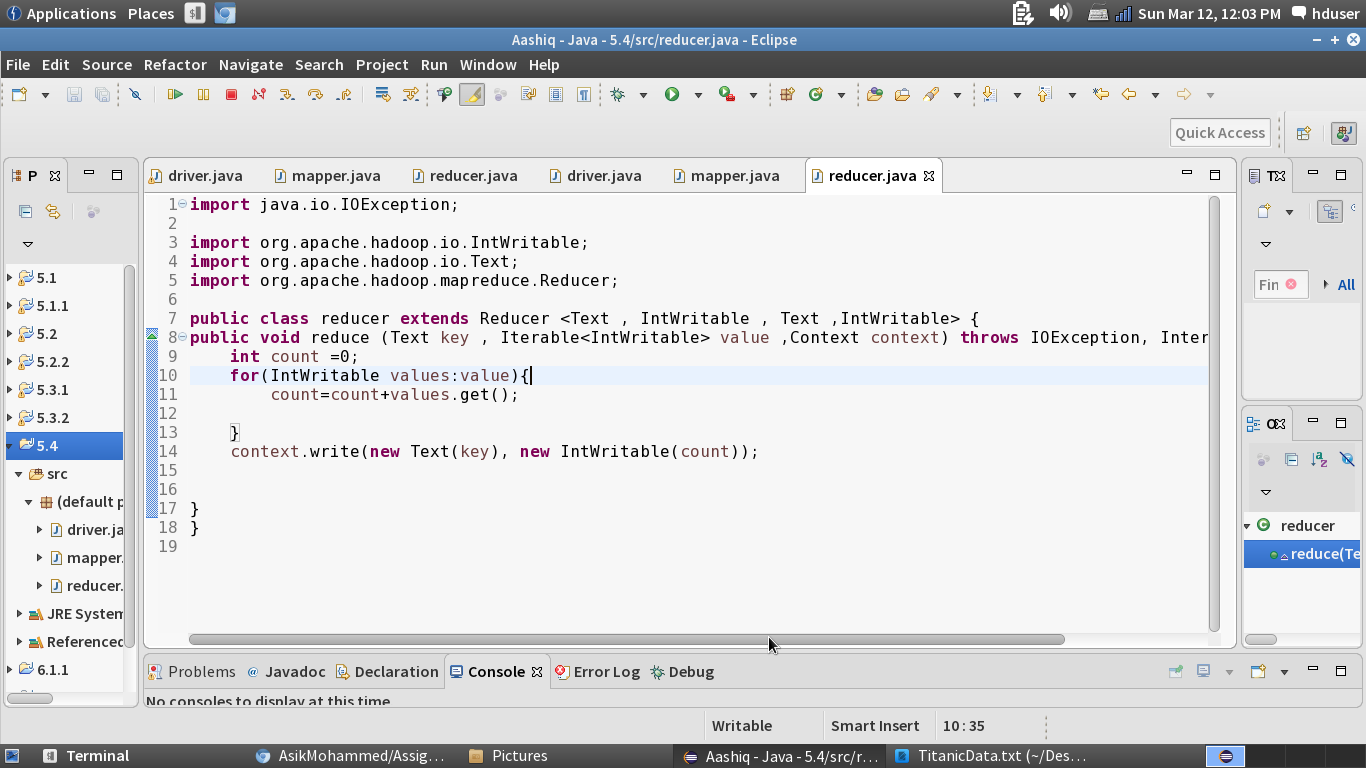 Applications Places Sun Mar 12, 12:03 PM hduser
Aashiq - Java - 5.4/src/reducer.java - Eclipse
File Edit Source Refactor Navigate Search Project Run Window Help
Quick Access
P
driver.java mapper.java reducer.java driver.java mapper.java reducer.java
1 import java.io.IOException;
2
3 import org.apache.hadoop.io.IntWritable;
4 import org.apache.hadoop.io.Text;
5 import org.apache.hadoop.mapreduce.Reducer;
6
7 public class reducer extends Reducer <Text , IntWritable , Text ,IntWritable> {
8 public void reduce (Text key , Iterable<IntWritable> value ,Context context) throws IOException, Inter
9 int count =0;
10 for(IntWritable values:value){
11 count=count+values.get();
12
13 }
14 context.write(new Text(key), new IntWritable(count));
15
16
17 }
18 }
19
5.1
5.1.1
5.2
5.2.2
5.3.1
5.3.2
5.4
src
(default p
driver.ja
mapper.
reducer.
JRE System
Referenced
6.1.1
T
Fin All
O
reducer
reduce(Te
Problems @ Javadoc Declaration Console Error Log Debug
No consoles to display at this time.
Writable Smart Insert 10 : 35
Terminal AsikMohammed/Assig... Pictures Aashiq - Java - 5.4/src/r... TitanicData.txt (~/Des...